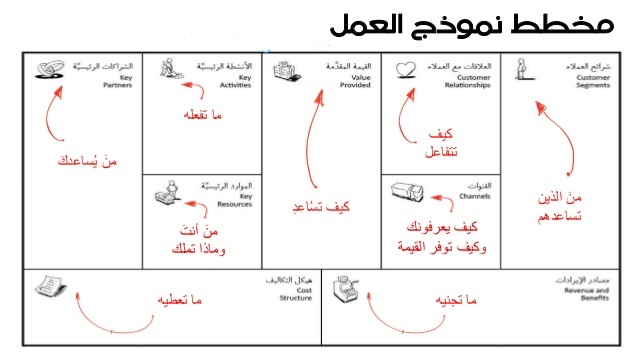 مخطط نموذج العمل
شرائح العملاء
Customer
Segments
من الذين
تساعدهم
العلاقات مع العملاء
Customer
Relationships
كيف
تتفاعل
القنوات
Channels
كيف يعرفونك
وكيف توفر القيمة
القيمة المقدَّمة
Value
Provided
كيف تسُاعدِ
الأنشطة الرئيسيَّة
Key
Activities
ما تفعله
الموارد الرئيسيَّة
Key
Resources
منَ أنتَ
وماذا تملك
الشراكات الرئيسيَّة
Key
Partners
منَ يُساعدكَ
مصادر الإيرادات
Revenue and
Benefits
ما تجنيه
هيكل التكاليف
Cost
Structure
ما تعطيه